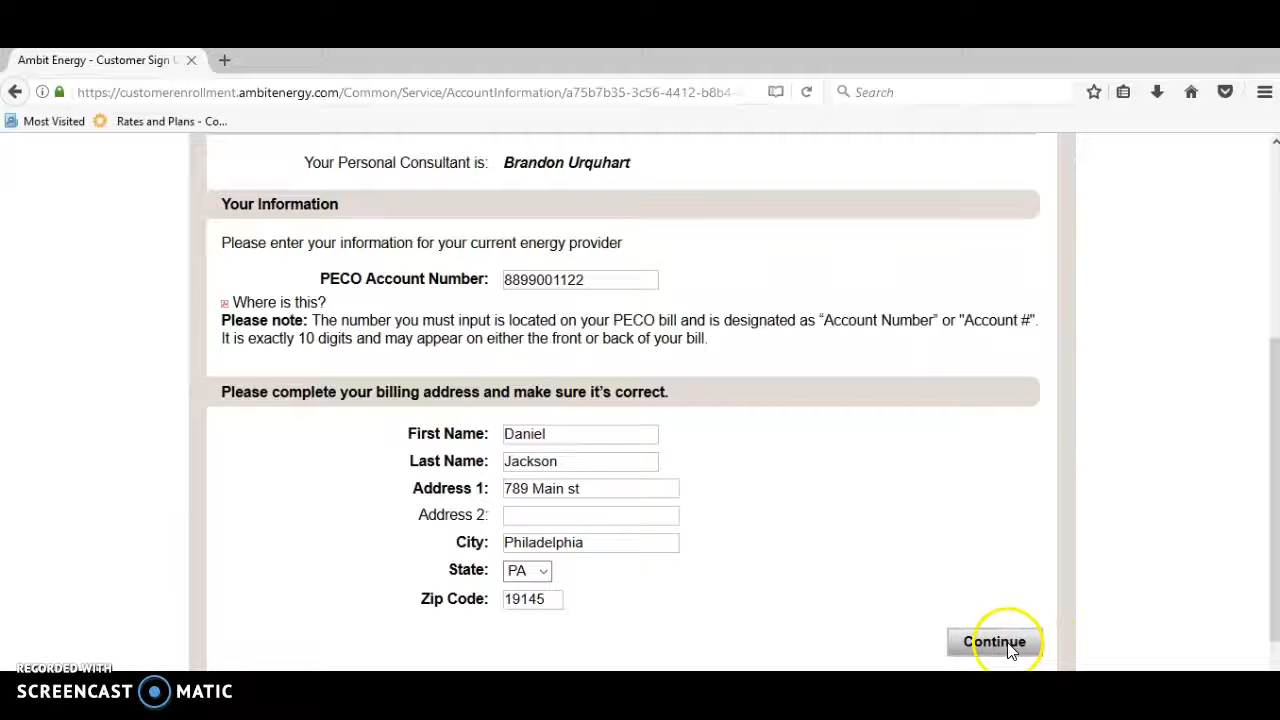 Ambit Energy - Customer Sign
https://customerenrollment.ambitenergy.com/Common/Service/AccountInformation/a75b7b35-3c56-4412-b8b4-
Search
Most Visited
Rates and Plans - Co...
Your Personal Consultant is: Brandon Urquhart
Your Information
Please enter your information for your current energy provider
PECO Account Number: 8899001122
Where is this?
Please note: The number you must input is located on your PECO bill and is designated as “Account Number” or "Account #".
It is exactly 10 digits and may appear on either the front or back of your bill.
Please complete your billing address and make sure it’s correct.
First Name: Daniel
Last Name: Jackson
Address 1: 789 Main st
Address 2:
City: Philadelphia
State: PA
Zip Code: 19145
Continue
RECORDED WITH
SCREENCAST MATIC